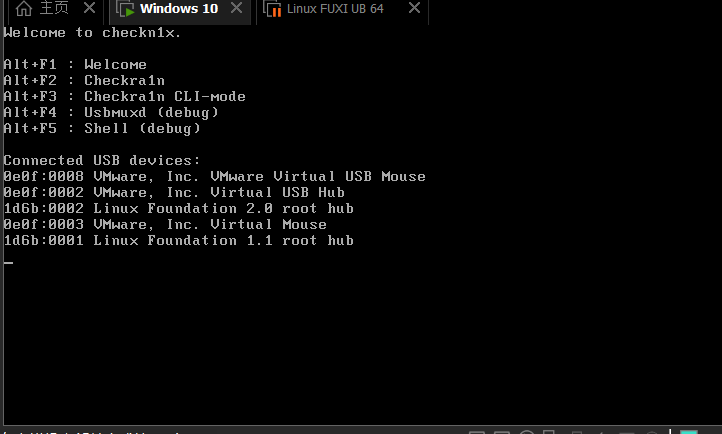 主页 Windows 10 Linux FUXI UB 64
Welcome to checkn1x.
Alt+F1 : Welcome
Alt+F2 : Checkra1n
Alt+F3 : Checkra1n CLI-mode
Alt+F4 : Usbmuxd (debug)
Alt+F5 : Shell (debug)
Connected USB devices:
0e0f:0008 VMware, Inc. VMware Virtual USB Mouse
0e0f:0002 VMware, Inc. Virtual USB Hub
1d6b:0002 Linux Foundation 2.0 root hub
0e0f:0003 VMware, Inc. Virtual Mouse
1d6b:0001 Linux Foundation 1.1 root hub